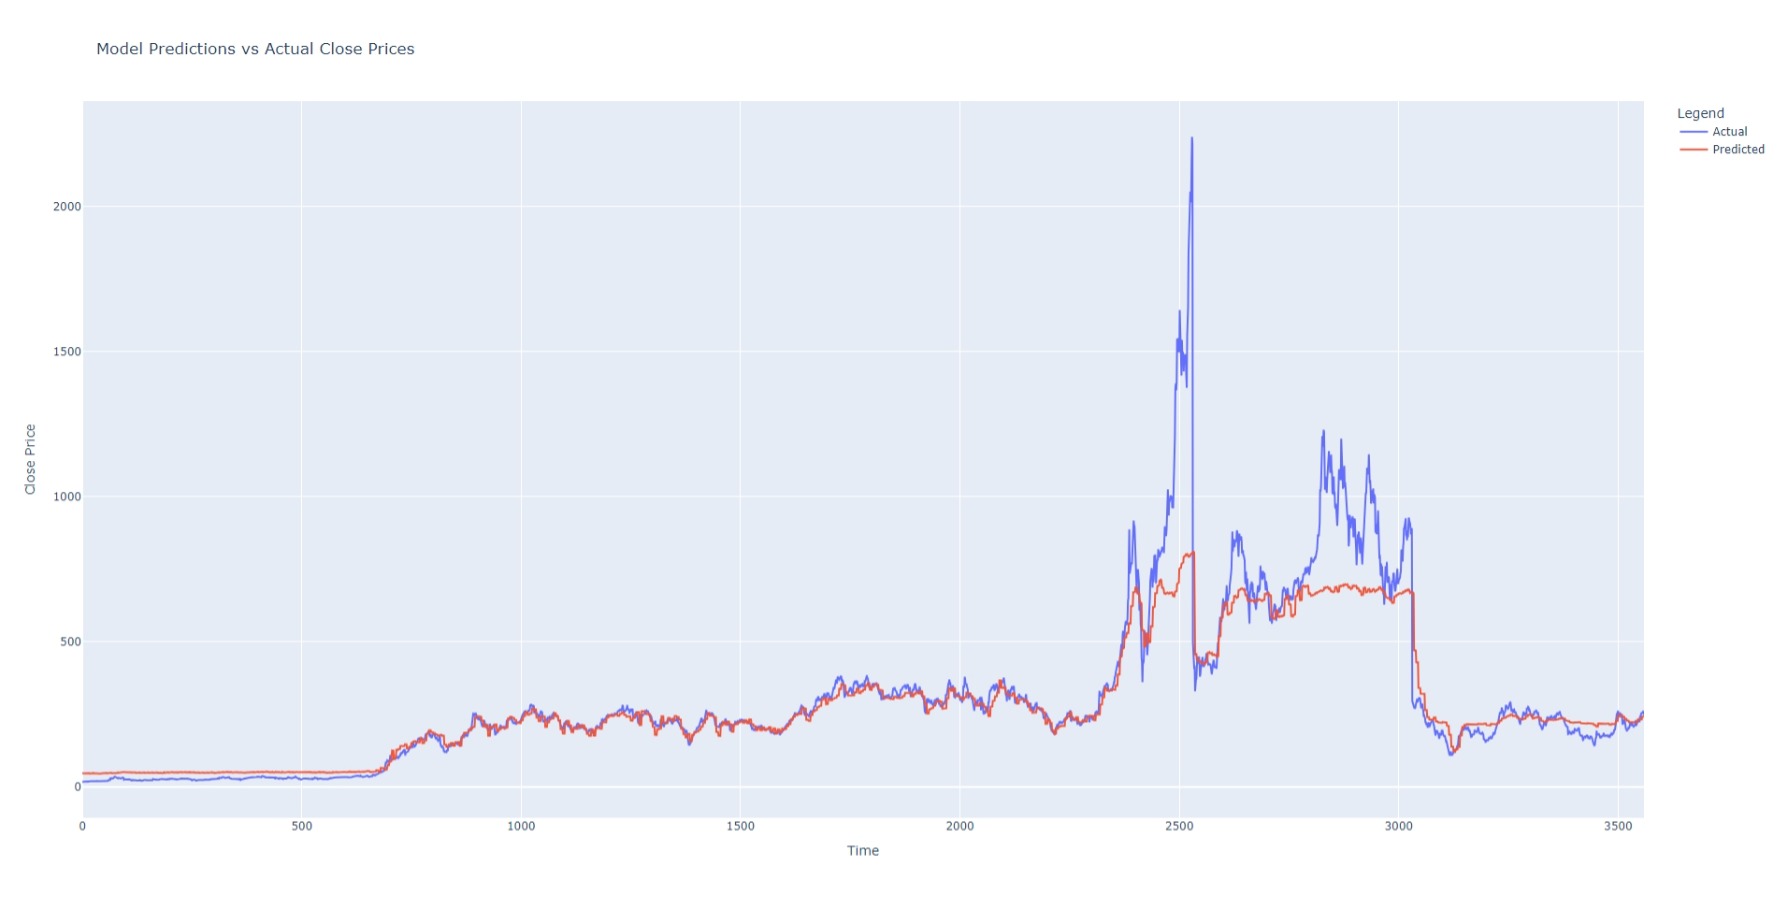 Model Predictions vs Actual Close Prices
Legend
Actual
Predicted
Close Price
2000
1500
1000
500
0
0 500 1000 1500 2000 2500 3000 3500
Time